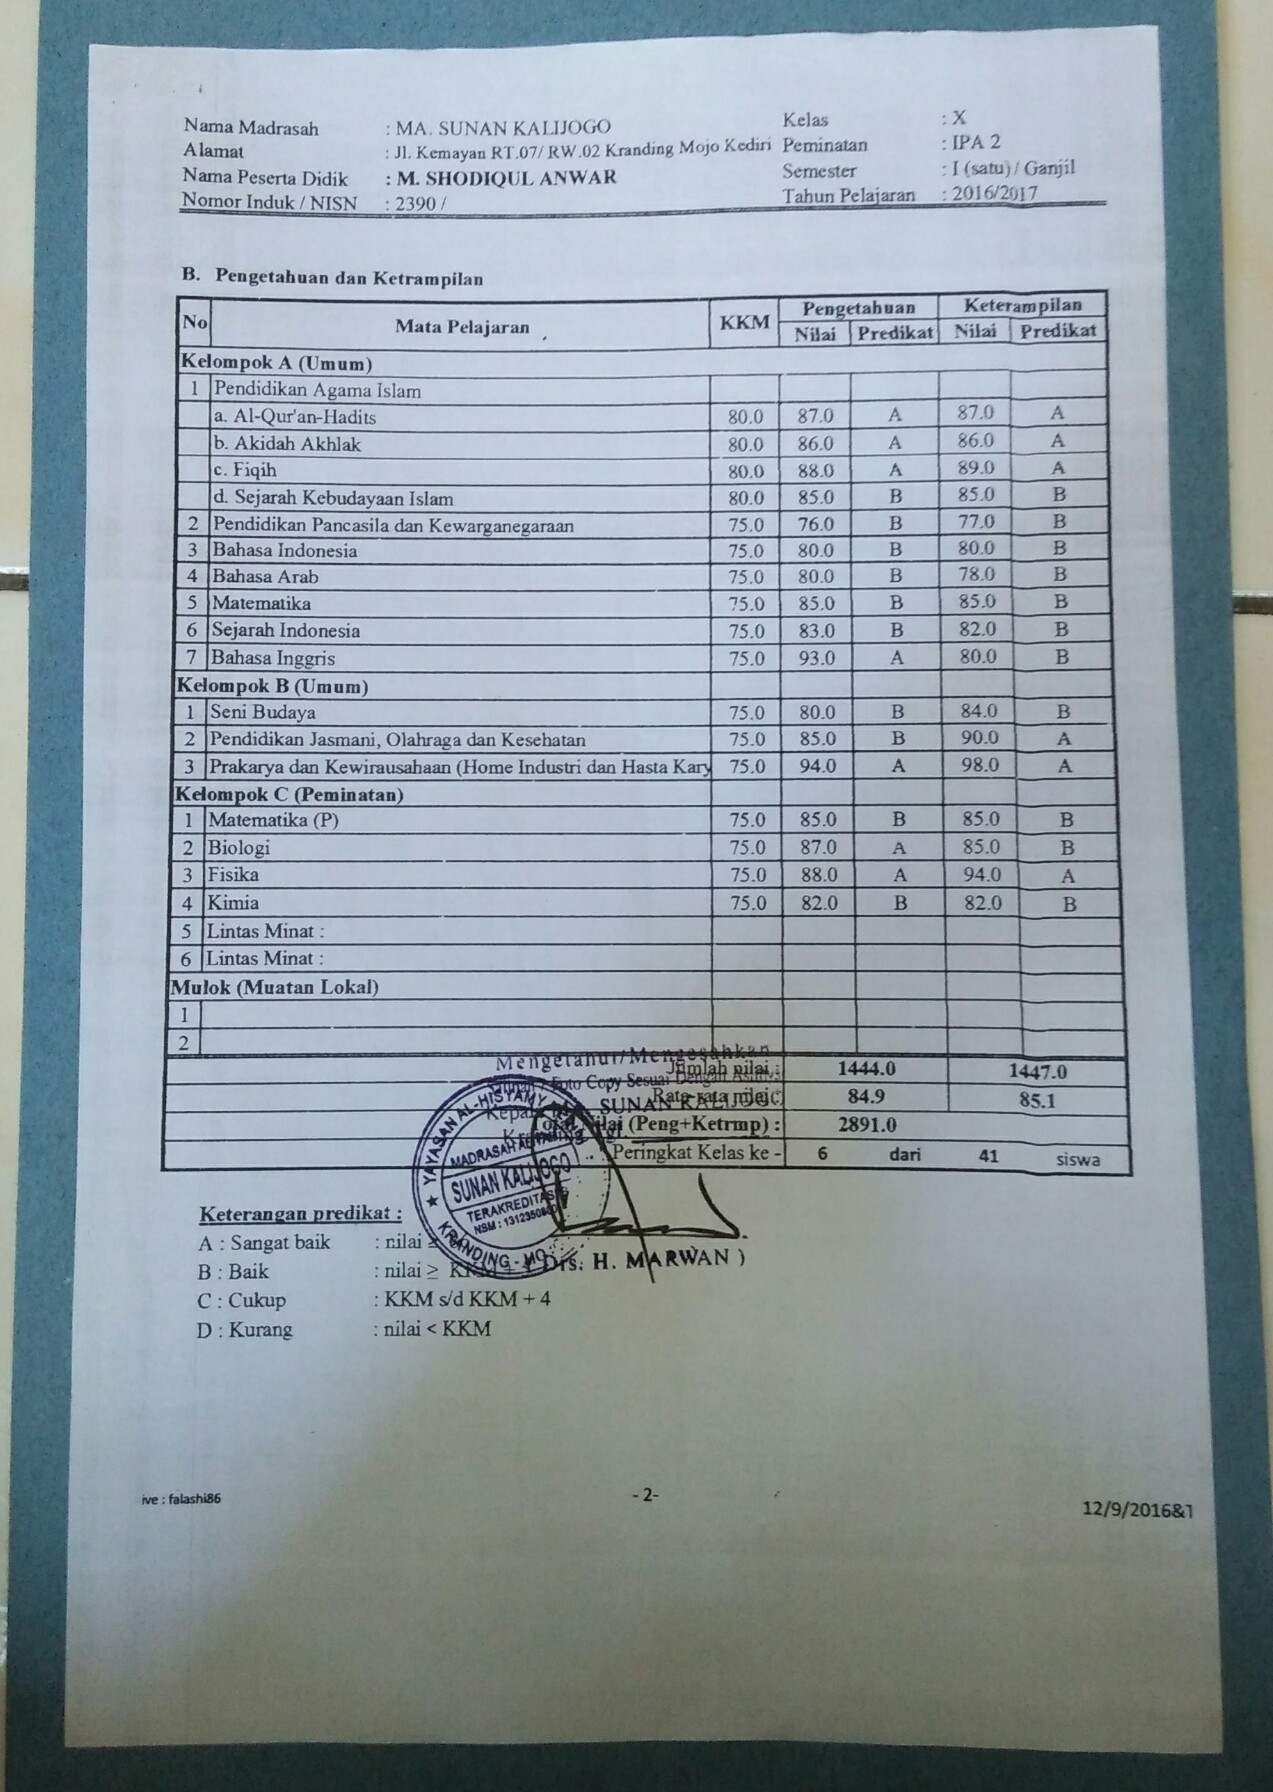 Nama Madrasah : MA. SUNAN KALIJOGO Kelas : X
Alamat : Jl. Kemayan RT.07/ RW.02 Kranding Mojo Kediri Peminatan : IPA 2
Nama Peserta Didik : M. SHODIQUL ANWAR Semester : I (satu) / Ganjil
Nomor Induk / NISN : 2390 / Tahun Pelajaran : 2016/2017
B. Pengetahuan dan Ketrampilan
No Mata Pelajaran KKM Pengetahuan Keterampilan
Nilai Predikat Nilai Predikat
Kelompok A (Umum)
1 Pendidikan Agama Islam
a. Al-Qur'an-Hadits 80.0 87.0 A 87.0 A
b. Akidah Akhlak 80.0 86.0 A 86.0 A
c. Fiqih 80.0 88.0 A 89.0 A
d. Sejarah Kebudayaan Islam 80.0 85.0 B 85.0 B
2 Pendidikan Pancasila dan Kewarganegaraan 75.0 76.0 B 77.0 B
3 Bahasa Indonesia 75.0 80.0 B 80.0 B
4 Bahasa Arab 75.0 80.0 B 78.0 B
5 Matematika 75.0 85.0 B 85.0 B
6 Sejarah Indonesia 75.0 83.0 B 82.0 B
7 Bahasa Inggris 75.0 93.0 A 80.0 B
Kelompok B (Umum)
1 Seni Budaya 75.0 80.0 B 84.0 B
2 Pendidikan Jasmani, Olahraga dan Kesehatan 75.0 85.0 B 90.0 A
3 Prakarya dan Kewirausahaan (Home Industri dan Hasta Kary 75.0 94.0 A 98.0 A
Kelompok C (Peminatan)
1 Matematika (P) 75.0 85.0 B 85.0 B
2 Biologi 75.0 87.0 A 85.0 B
3 Fisika 75.0 88.0 A 94.0 A
4 Kimia 75.0 82.0 B 82.0 B
5 Lintas Minat :
6 Lintas Minat :
Mulok (Muatan Lokal)
1
2
Mengetahui/Mengesahkan
Jumlah nilai : 1444.0 1447.0
Foto Copy Sesuai Dengan
Rata-rata nilai : 84.9 85.1
SUNAN KALIJOGO
Nilai (Peng+Ketrmp) : 2891.0
Peringkat Kelas ke - 6 dari 41 siswa
YAYASAN AL-HISTAMY
MADRASAH
SUNAN KALIJOGO
TERAKREDITASI
NSM : 1312350
KRANDING - MO
Drs. H. MARWAN )
Keterangan predikat :
A : Sangat baik : nilai
B : Baik : nilai ≥ KKM +
C : Cukup : KKM s/d KKM + 4
D : Kurang : nilai < KKM
ive : falashi86 -2- 12/9/2016&1